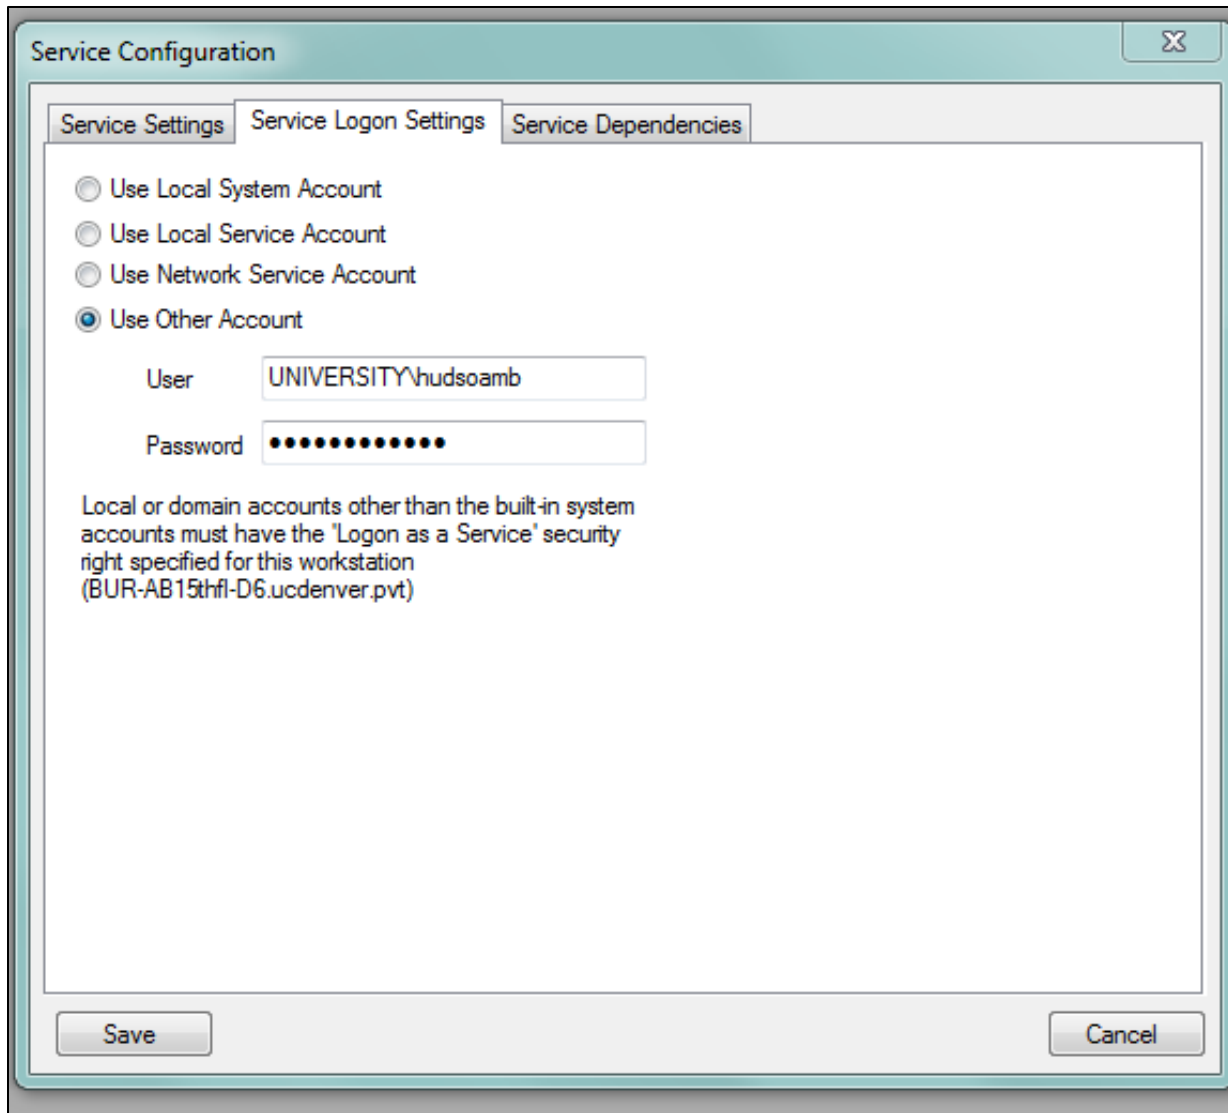 Service Configuration
Service Settings
Service Logon Settings
Service Dependencies
Use Local System Account
Use Local Service Account
Use Network Service Account
Use Other Account
User
UNIVERSITY\hudsoamb
Password
●●●●●●●●●●●●
Local or domain accounts other than the built-in system
accounts must have the 'Logon as a Service' security
right specified for this workstation
(BUR-AB15thfl-D6.ucdenver.pvt)
Save
Cancel